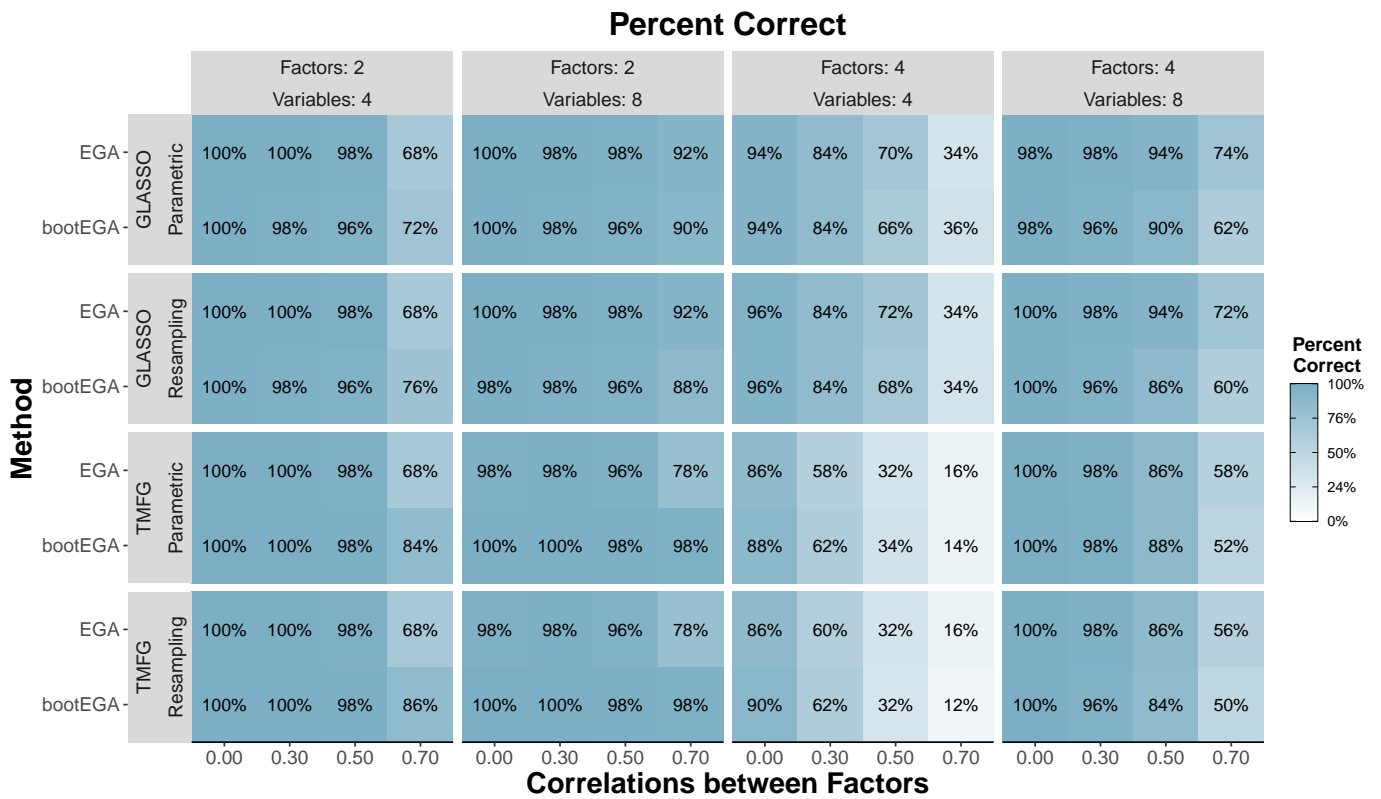 Percent Correct
Factors: 2 Factors: 2 Factors: 4 Factors: 4
Variables: 4 Variables: 8 Variables: 4 Variables: 8
Method
GLASSO
Parametric
EGA 100% 100% 98% 68% 100% 98% 98% 92% 94% 84% 70% 34% 98% 98% 94% 74%
bootEGA 100% 98% 96% 72% 100% 98% 96% 90% 94% 84% 66% 36% 98% 96% 90% 62%
GLASSO
Resampling
EGA 100% 100% 98% 68% 100% 98% 98% 92% 96% 84% 72% 34% 100% 98% 94% 72%
bootEGA 100% 98% 96% 76% 98% 98% 96% 88% 96% 84% 68% 34% 100% 96% 86% 60%
TMFG
Parametric
EGA 100% 100% 98% 68% 98% 98% 96% 78% 86% 58% 32% 16% 100% 98% 86% 58%
bootEGA 100% 100% 98% 84% 100% 100% 98% 98% 88% 62% 34% 14% 100% 98% 88% 52%
TMFG
Resampling
EGA 100% 100% 98% 68% 98% 98% 96% 78% 86% 60% 32% 16% 100% 98% 86% 56%
bootEGA 100% 100% 98% 86% 100% 100% 98% 98% 90% 62% 32% 12% 100% 96% 84% 50%
0.00 0.30 0.50 0.70 0.00 0.30 0.50 0.70 0.00 0.30 0.50 0.70 0.00 0.30 0.50 0.70
Correlations between Factors
Percent
Correct
100%
76%
50%
24%
0%